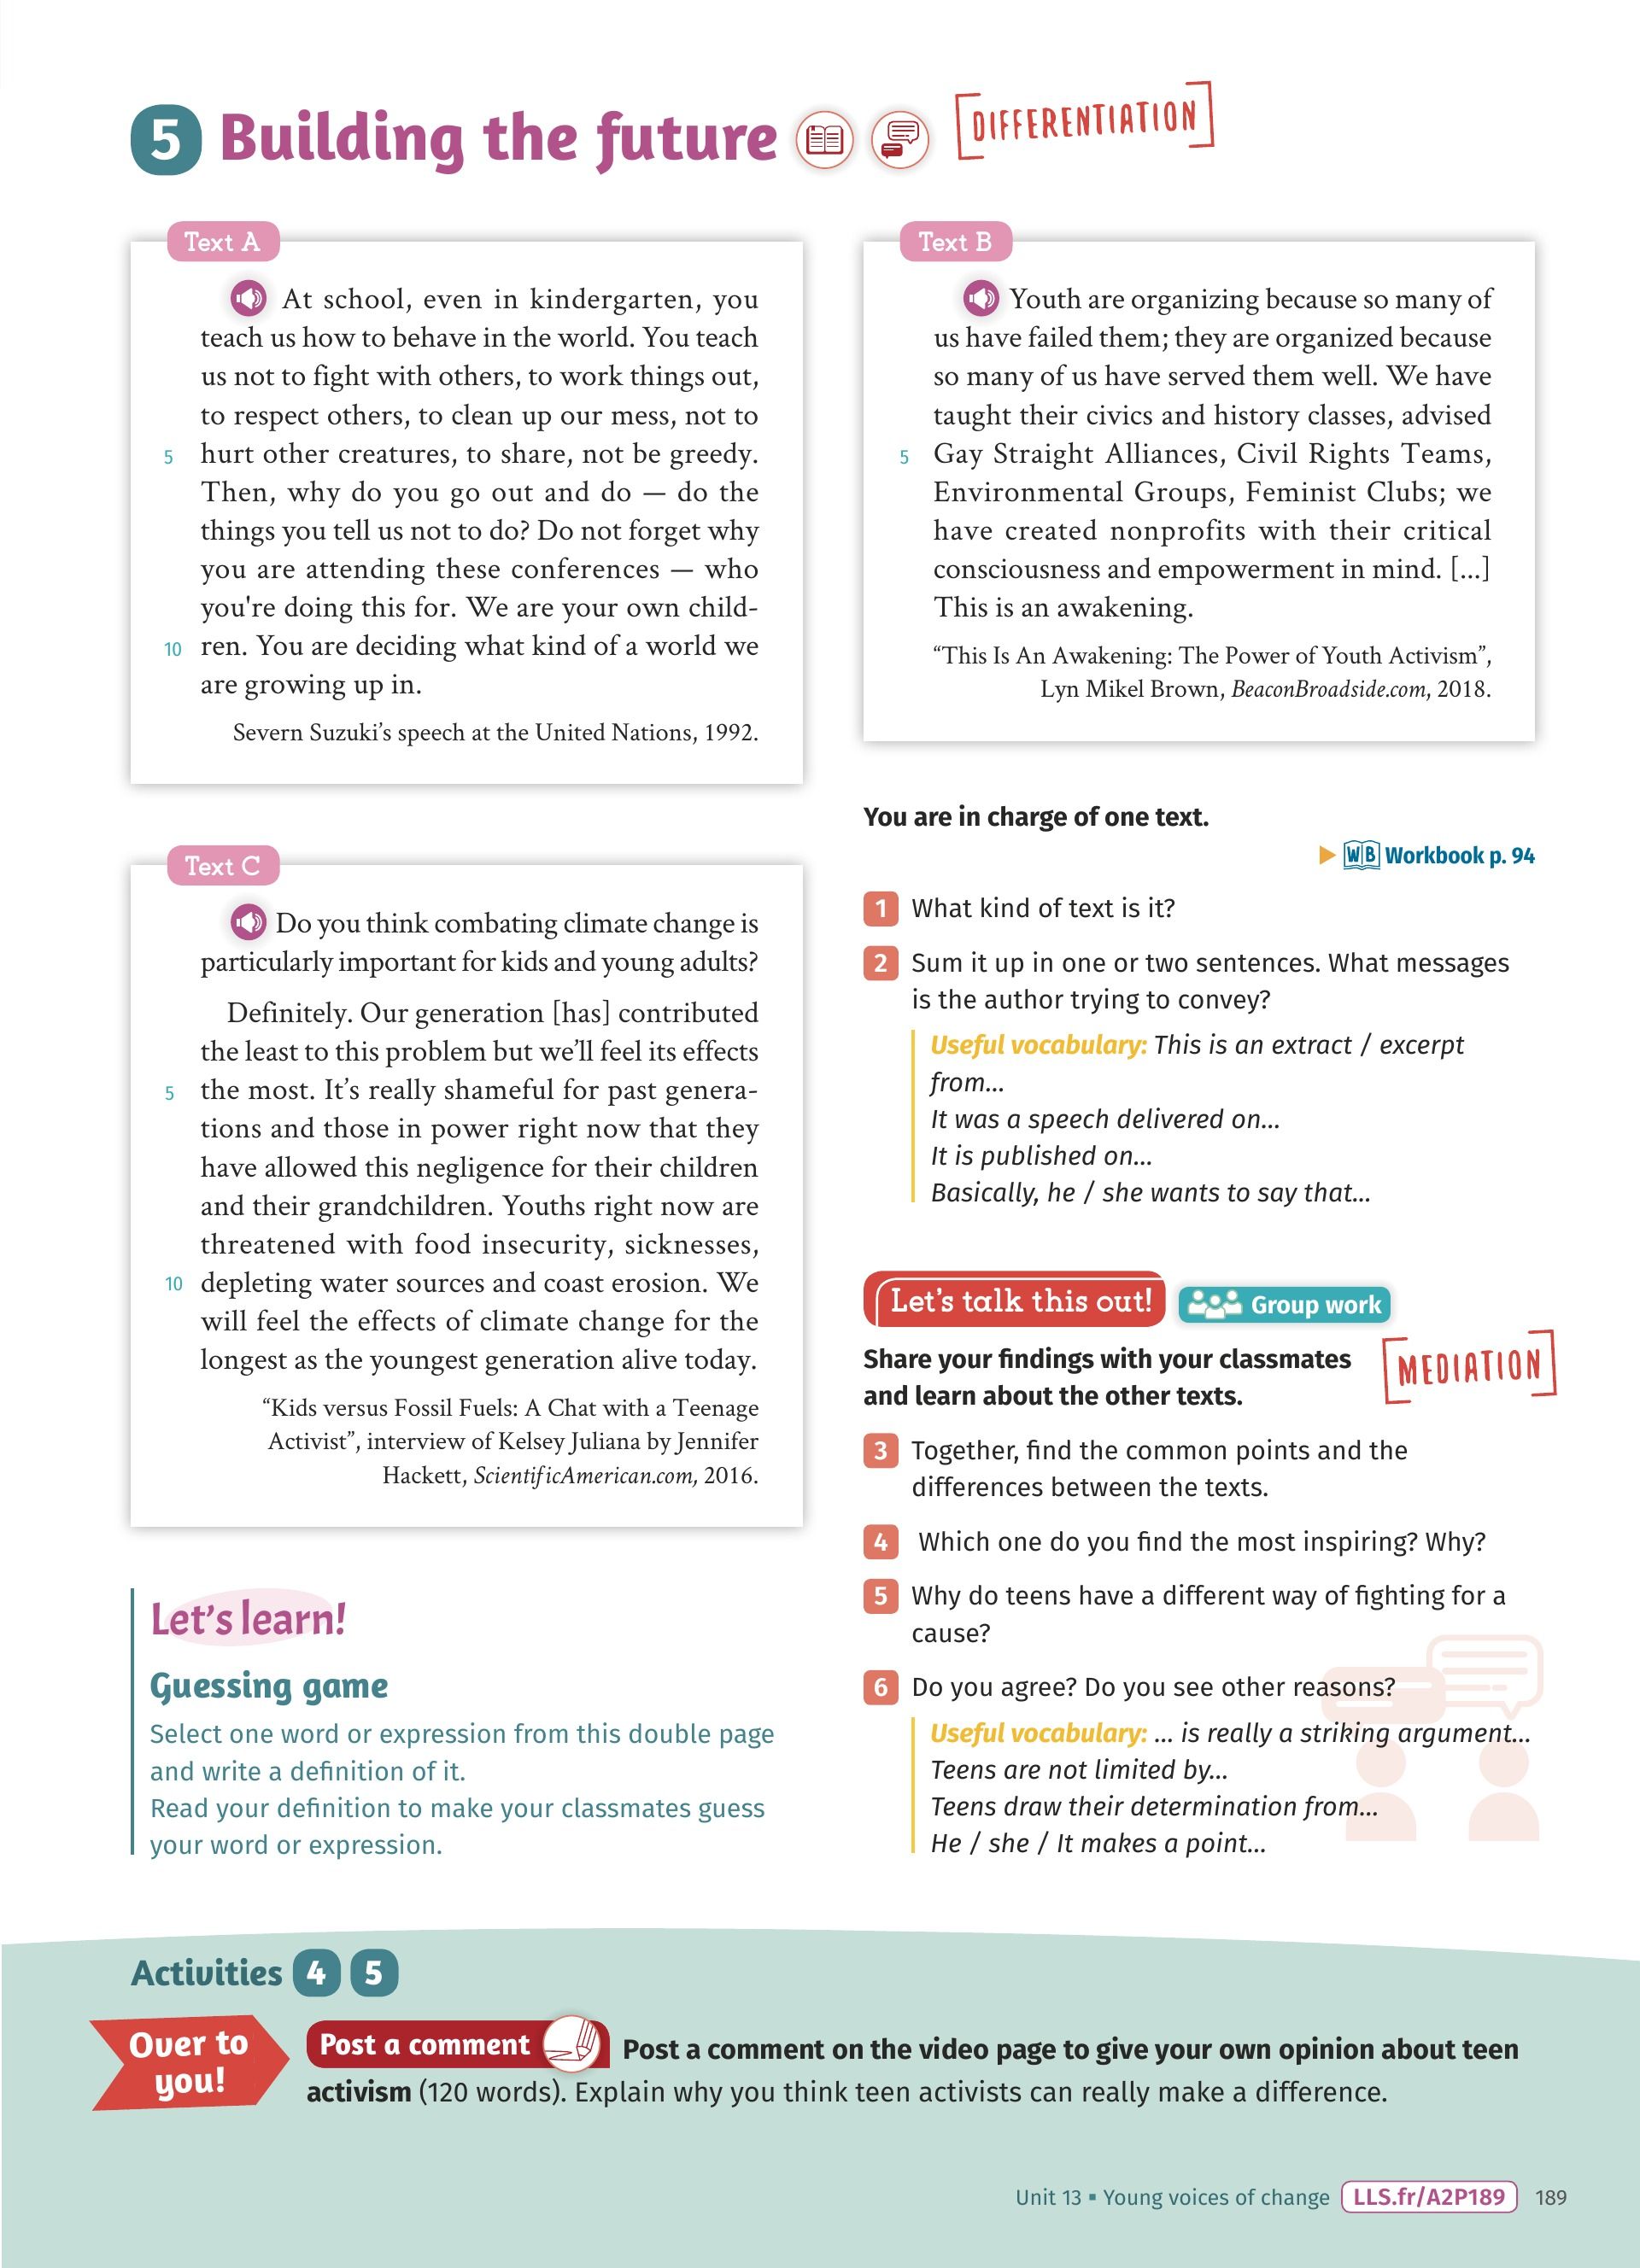 5 Building the future
DIFFERENTIATION
Text A
At school, even in kindergarten, you
teach us how to behave in the world. You teach
us not to fight with others, to work things out,
to respect others, to clean up our mess, not to
5 hurt other creatures, to share, not be greedy.
Then, why do you go out and do — do the
things you tell us not to do? Do not forget why
you are attending these conferences — who
you're doing this for. We are your own child-
10 ren. You are deciding what kind of a world we
are growing up in.
Severn Suzuki’s speech at the United Nations, 1992.
Text B
Youth are organizing because so many of
us have failed them; they are organized because
so many of us have served them well. We have
taught their civics and history classes, advised
5 Gay Straight Alliances, Civil Rights Teams,
Environmental Groups, Feminist Clubs; we
have created nonprofits with their critical
consciousness and empowerment in mind. [...]
This is an awakening.
“This Is An Awakening: The Power of Youth Activism”,
Lyn Mikel Brown, BeaconBroadside.com, 2018.
Text C
Do you think combating climate change is
particularly important for kids and young adults?
Definitely. Our generation [has] contributed
the least to this problem but we’ll feel its effects
5 the most. It’s really shameful for past genera-
tions and those in power right now that they
have allowed this negligence for their children
and their grandchildren. Youths right now are
threatened with food insecurity, sicknesses,
10 depleting water sources and coast erosion. We
will feel the effects of climate change for the
longest as the youngest generation alive today.
“Kids versus Fossil Fuels: A Chat with a Teenage
Activist”, interview of Kelsey Juliana by Jennifer
Hackett, ScientificAmerican.com, 2016.
Let’s learn!
Guessing game
Select one word or expression from this double page
and write a definition of it.
Read your definition to make your classmates guess
your word or expression.
You are in charge of one text.
WB Workbook p. 94
1 What kind of text is it?
2 Sum it up in one or two sentences. What messages
is the author trying to convey?
Useful vocabulary: This is an extract / excerpt
from...
It was a speech delivered on...
It is published on...
Basically, he / she wants to say that...
Let’s talk this out! Group work
Share your findings with your classmates
and learn about the other texts.
MEDIATION
3 Together, find the common points and the
differences between the texts.
4 Which one do you find the most inspiring? Why?
5 Why do teens have a different way of fighting for a
cause?
6 Do you agree? Do you see other reasons?
Useful vocabulary: ... is really a striking argument...
Teens are not limited by...
Teens draw their determination from...
He / she / It makes a point...
Activities 4 5
Over to
you!
Post a comment Post a comment on the video page to give your own opinion about teen
activism (120 words). Explain why you think teen activists can really make a difference.
Unit 13 ▪ Young voices of change LLS.fr/A2P189 189